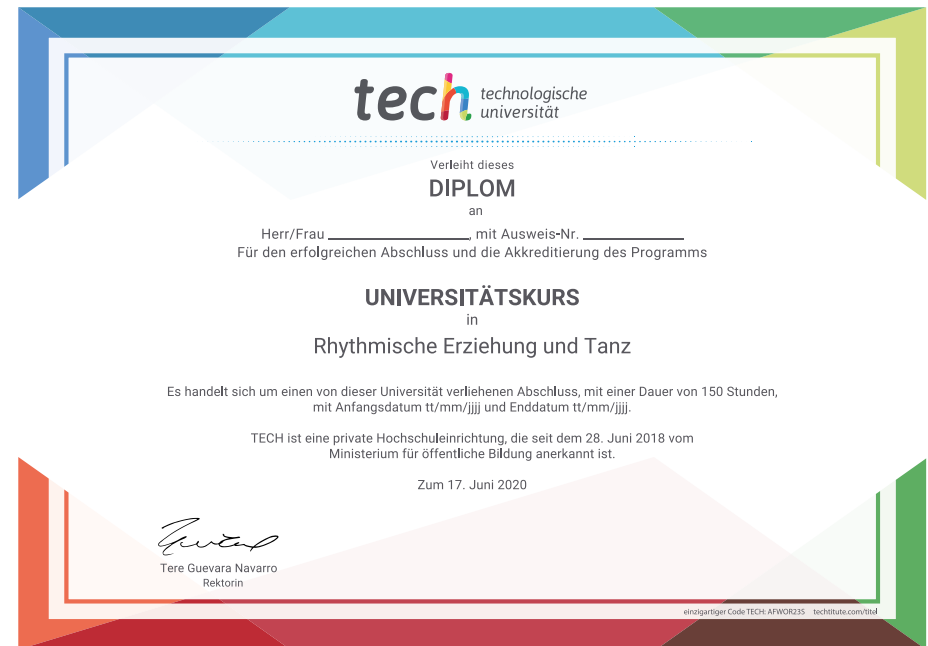 tech technologische
universität
Verleiht dieses
DIPLOM
an
Herr/Frau ____________________, mit Ausweis-Nr. ______________
Für den erfolgreichen Abschluss und die Akkreditierung des Programms
UNIVERSITÄTSKURS
in
Rhythmische Erziehung und Tanz
Es handelt sich um einen von dieser Universität verliehenen Abschluss, mit einer Dauer von 150 Stunden,
mit Anfangsdatum tt/mm/jjjj und Enddatum tt/mm/jjjj.
TECH ist eine private Hochschuleinrichtung, die seit dem 28. Juni 2018 vom
Ministerium für öffentliche Bildung anerkannt ist.
Zum 17. Juni 2020
Tere Guevara Navarro
Rektorin
einzigartiger Code TECH: AFWOR235 techtitute.com/titel